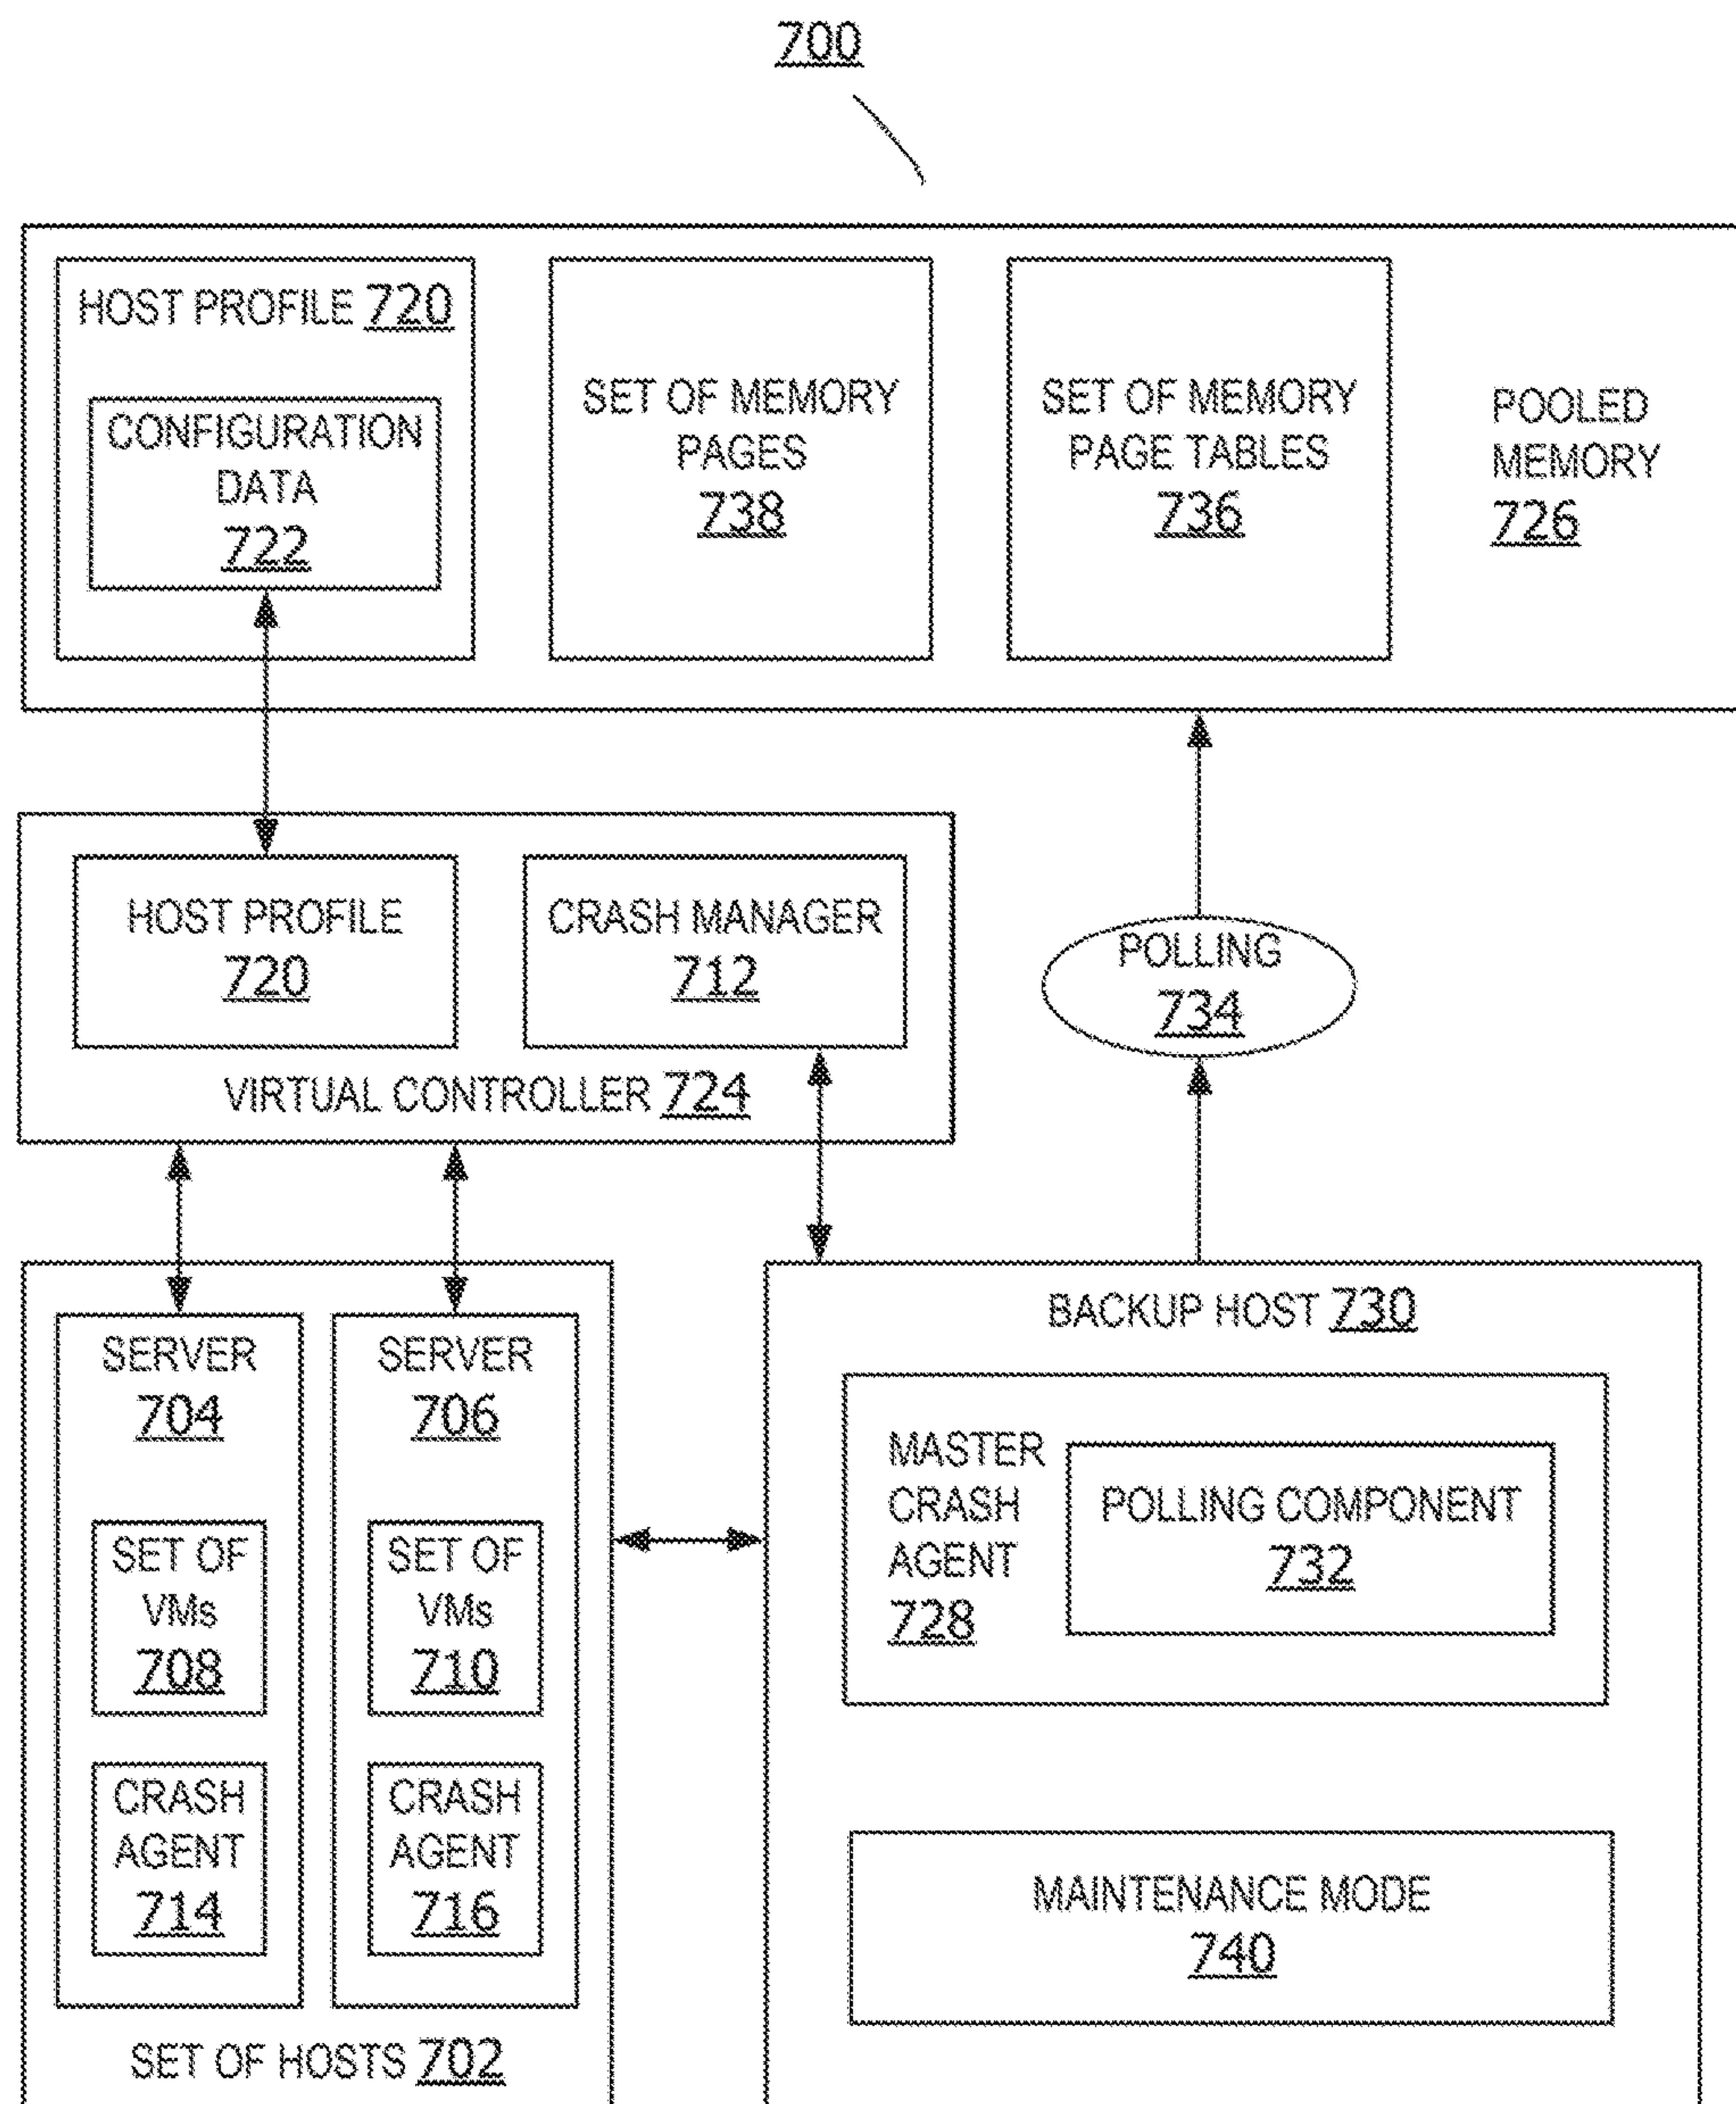 700
HOST PROFILE 720
CONFIGURATION
DATA
722
SET OF MEMORY
PAGES
738
SET OF MEMORY
PAGE TABLES
736
POOLED
MEMORY
726
HOST PROFILE
720
CRASH MANAGER
712
VIRTUAL CONTROLLER 724
POLLING
734
SERVER
704
SET OF
VMs
708
CRASH
AGENT
714
SERVER
706
SET OF
VMs
710
CRASH
AGENT
716
SET OF HOSTS 702
BACKUP HOST 730
MASTER
CRASH
AGENT
728
POLLING COMPONENT
732
MAINTENANCE MODE
740